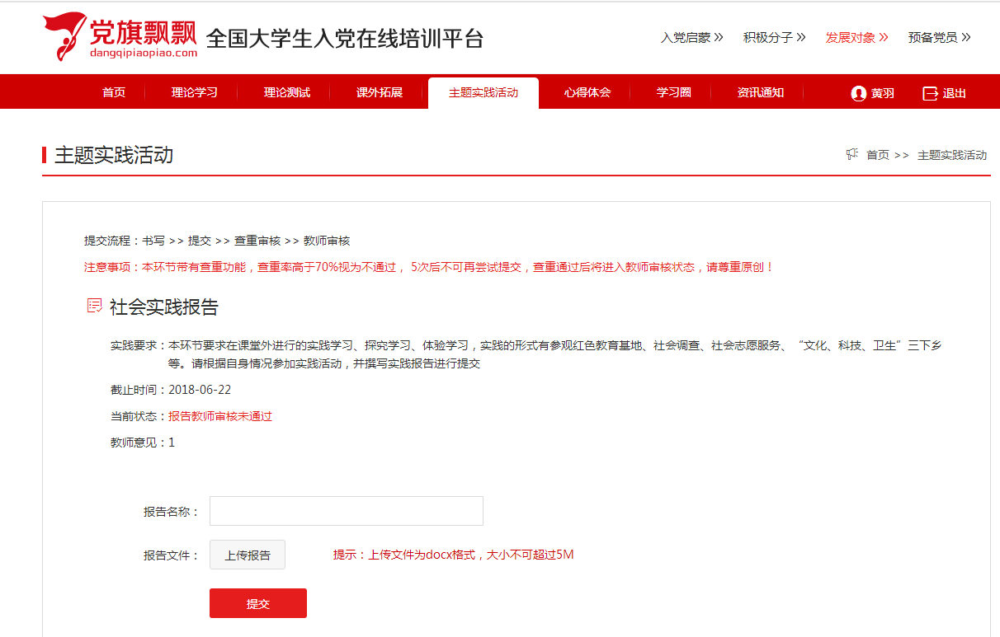 党旗飘飘
dangqipiaopiao.com
全国大学生入党在线培训平台
入党启蒙 >> 积极分子 >> 发展对象 >> 预备党员 >>
首页 理论学习 理论测试 课外拓展 主题实践活动 心得体会 学习圈 资讯通知 黄羽 退出
主题实践活动
首页 >> 主题实践活动
提交流程：书写 >> 提交 >> 查重审核 >> 教师审核
注意事项：本环节带有查重功能，查重率高于70%视为不通过， 5次后不可再尝试提交，查重通过后将进入教师审核状态，请尊重原创！
社会实践报告
实践要求：本环节要求在课堂外进行的实践学习、探究学习、体验学习，实践的形式有参观红色教育基地、社会调查、社会志愿服务、“文化、科技、卫生”三下乡
等。请根据自身情况参加实践活动，并撰写实践报告进行提交
截止时间：2018-06-22
当前状态：报告教师审核未通过
教师意见：1
报告名称：
报告文件： 上传报告 提示：上传文件为docx格式，大小不可超过5M
提交